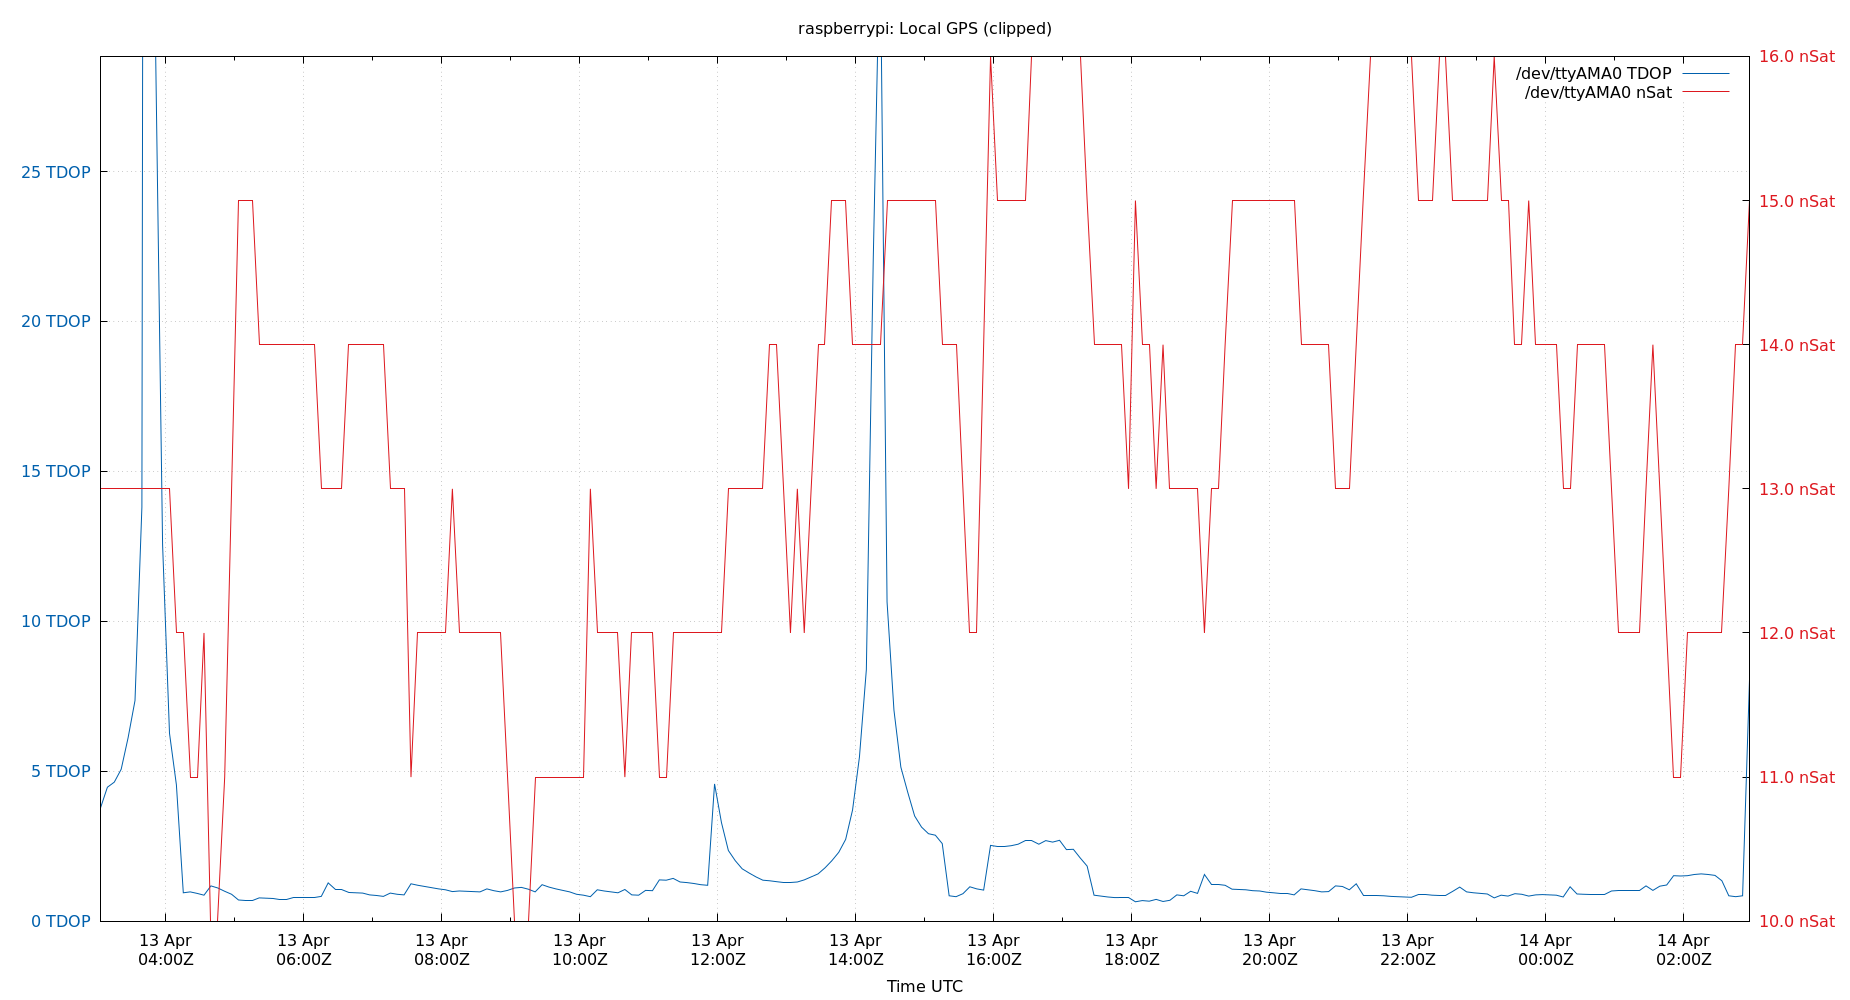 raspberrypi: Local GPS (clipped)
/dev/ttyAMA0 TDOP
/dev/ttyAMA0 nSat
25 TDOP
20 TDOP
15 TDOP
10 TDOP
5 TDOP
0 TDOP
16.0 nSat
15.0 nSat
14.0 nSat
13.0 nSat
12.0 nSat
11.0 nSat
10.0 nSat
13 Apr
04:00Z
13 Apr
06:00Z
13 Apr
08:00Z
13 Apr
10:00Z
13 Apr
12:00Z
13 Apr
14:00Z
13 Apr
16:00Z
13 Apr
18:00Z
13 Apr
20:00Z
13 Apr
22:00Z
14 Apr
00:00Z
14 Apr
02:00Z
Time UTC